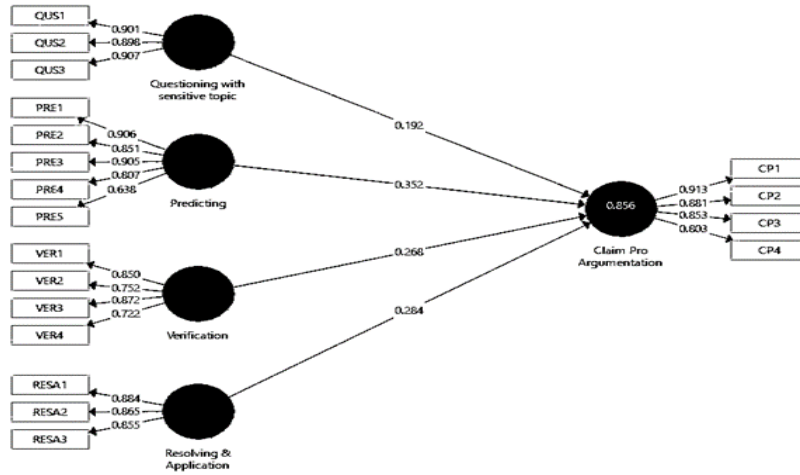 QUS1
0.901
QUS2
0.898
QUS3
0.907
Questioning with
sensitive topic
0.192
PRE1
0.906
PRE2
0.851
PRE3
0.905
PRE4
0.807
PRE5
0.638
Predicting
0.352
VER1
0.850
VER2
0.752
VER3
0.872
VER4
0.722
Verification
0.268
RESA1
0.884
RESA2
0.865
RESA3
0.855
Resolving &
Application
0.284
0.856
Claim Pro
Argumentation
CP1
0.913
CP2
0.881
CP3
0.853
CP4
0.803